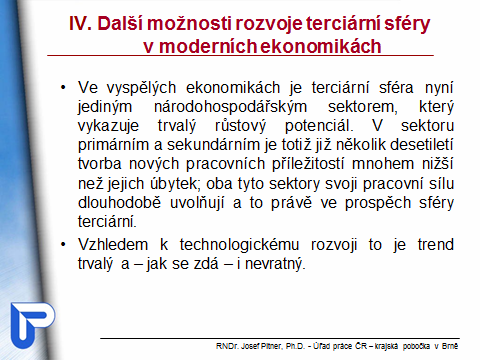 IV. Další možnosti rozvoje terciární sféry
v moderních ekonomikách
• Ve vyspělých ekonomikách je terciární sféra nyní
jediným národohospodářským sektorem, který
vykazuje trvalý růstový potenciál. V sektoru
primárním a sekundárním je totiž již několik desetiletí
tvorba nových pracovních příležitostí mnohem nižší
než jejich úbytek; oba tyto sektory svoji pracovní sílu
dlouhodobě uvolňují a to právě ve prospěch sféry
terciární.
• Vzhledem k technologickému rozvoji to je trend
trvalý a – jak se zdá – i nevratný.
RNDr. Josef Pitner, Ph.D. - Úřad práce ČR – krajská pobočka v Brně